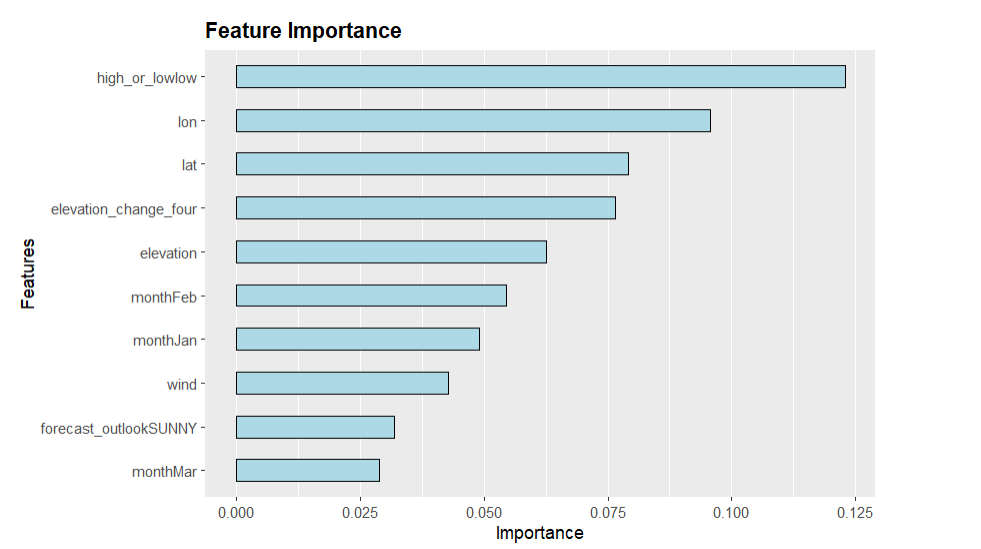 Feature Importance
Features
high_or_lowlow
lon
lat
elevation_change_four
elevation
monthFeb
monthJan
wind
forecast_outlookSUNNY
monthMar
0.000 0.025 0.050 0.075 0.100 0.125
Importance